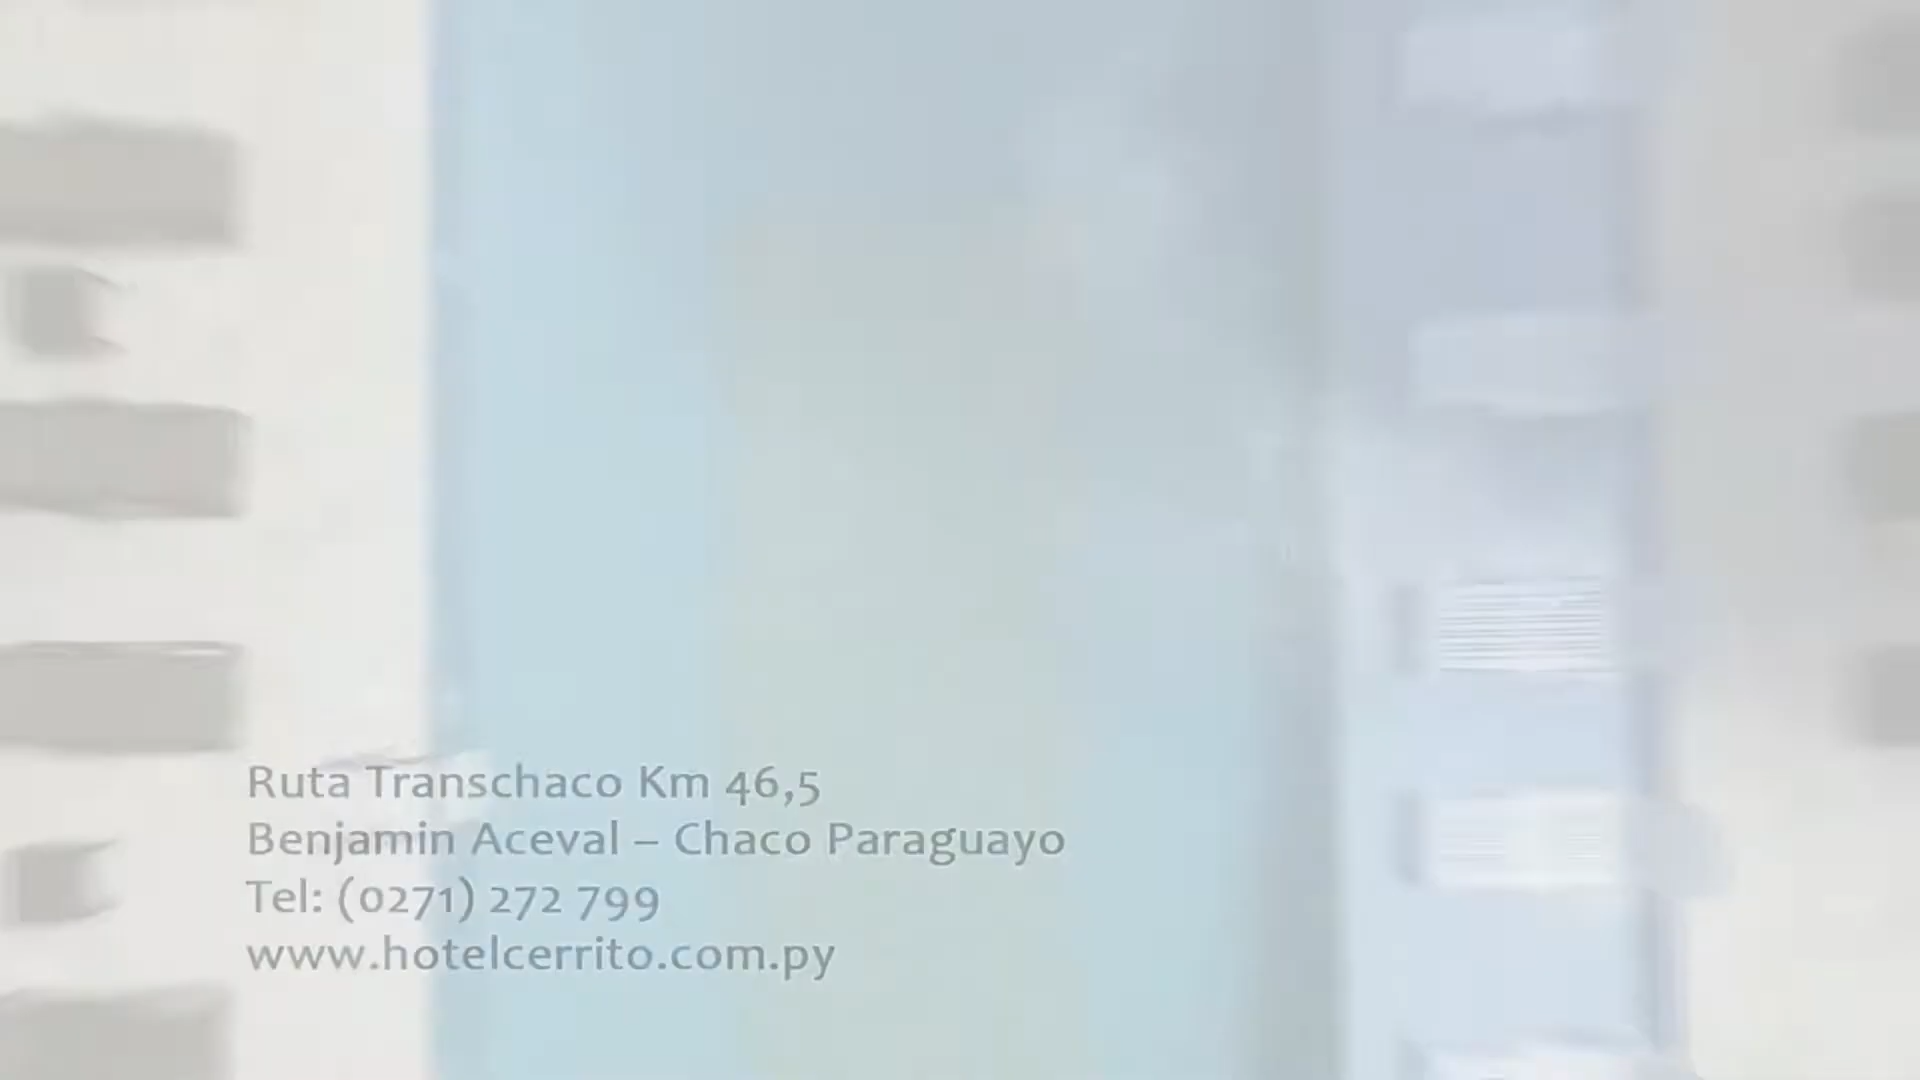 Ruta Transchaco Km 46,5
Benjamin Aceval – Chaco Paraguayo
Tel: (0271) 272 799
www.hotelcerrito.com.py